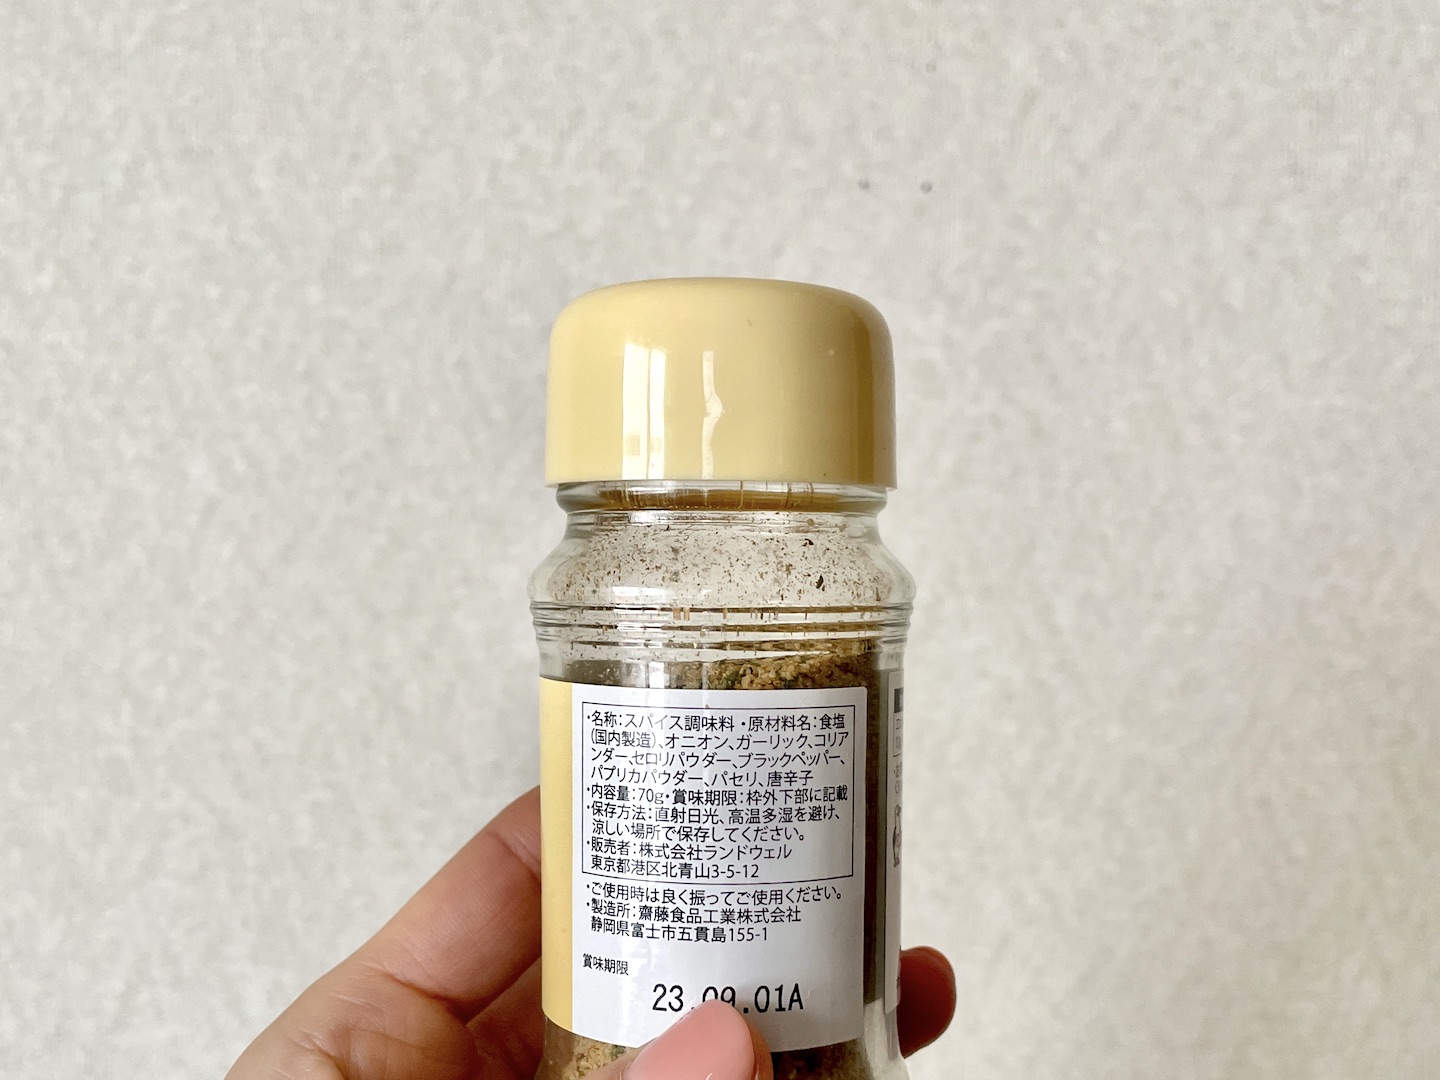 ・名称：スパイス調味料 ・原材料名：食塩
(国内製造)、オニオン、ガーリック、コリア
ンダー、セロリパウダー、ブラックペッパー、
パプリカパウダー、パセリ、唐辛子
・内容量：70g・賞味期限：枠外下部に記載
・保存方法：直射日光、高温多湿を避け、
涼しい場所で保存してください。
・販売者：株式会社ランドウェル
東京都港区北青山3-5-12
・ご使用時は良く振ってご使用ください。
・製造所：齋藤食品工業株式会社
静岡県富士市五貫島155-1
賞味期限
23.09.01A